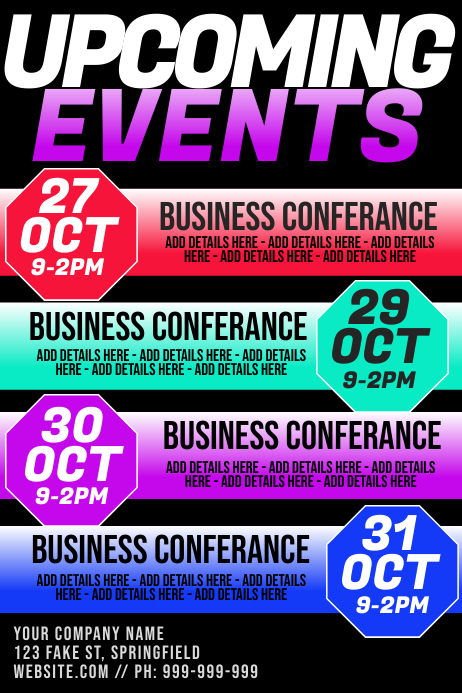 UPCOMING
EVENTS
27
OCT
9-2PM
BUSINESS CONFERANCE
ADD DETAILS HERE - ADD DETAILS HERE - ADD DETAILS
HERE - ADD DETAILS HERE - ADD DETAILS HERE
BUSINESS CONFERANCE
ADD DETAILS HERE - ADD DETAILS HERE - ADD DETAILS
HERE - ADD DETAILS HERE - ADD DETAILS HERE
29
OCT
9-2PM
30
OCT
9-2PM
BUSINESS CONFERANCE
ADD DETAILS HERE - ADD DETAILS HERE - ADD DETAILS
HERE - ADD DETAILS HERE - ADD DETAILS HERE
BUSINESS CONFERANCE
ADD DETAILS HERE - ADD DETAILS HERE - ADD DETAILS
HERE - ADD DETAILS HERE - ADD DETAILS HERE
31
OCT
9-2PM
YOUR COMPANY NAME
123 FAKE ST, SPRINGFIELD
WEBSITE.COM // PH: 999-999-999